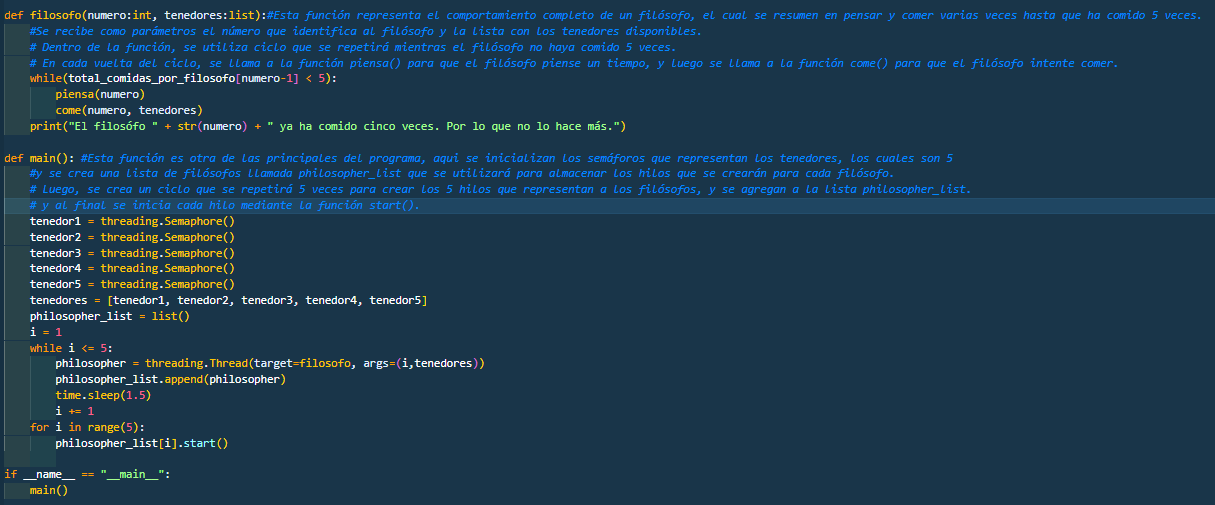 def filosofo(numero:int, tenedores:list):#Esta función representa el comportamiento completo de un filósofo, el cual se resumen en pensar y comer varias veces hasta que ha comido 5 veces.
#Se recibe como parámetros el número que identifica al filósofo y la lista con los tenedores disponibles.
# Dentro de la función, se utiliza ciclo que se repetirá mientras el filósofo no haya comido 5 veces.
# En cada vuelta del ciclo, se llama a la función piensa() para que el filósofo piense un tiempo, y luego se llama a la función come() para que el filósofo intente comer.
while(total_comidas_por_filosofo[numero-1] < 5):
piensa(numero)
come(numero, tenedores)
print("El filosófo " + str(numero) + " ya ha comido cinco veces. Por lo que no lo hace más.")
def main(): #Esta función es otra de las principales del programa, aqui se inicializan los semáforos que representan los tenedores, los cuales son 5
#y se crea una lista de filósofos llamada philosopher_list que se utilizará para almacenar los hilos que se crearán para cada filósofo.
# Luego, se crea un ciclo que se repetirá 5 veces para crear los 5 hilos que representan a los filósofos, y se agregan a la lista philosopher_list.
# y al final se inicia cada hilo mediante la función start().
tenedor1 = threading.Semaphore()
tenedor2 = threading.Semaphore()
tenedor3 = threading.Semaphore()
tenedor4 = threading.Semaphore()
tenedor5 = threading.Semaphore()
tenedores = [tenedor1, tenedor2, tenedor3, tenedor4, tenedor5]
philosopher_list = list()
i = 1
while i <= 5:
philosopher = threading.Thread(target=filosofo, args=(i,tenedores))
philosopher_list.append(philosopher)
time.sleep(1.5)
i += 1
for i in range(5):
philosopher_list[i].start()
if __name__ == "__main__":
main()